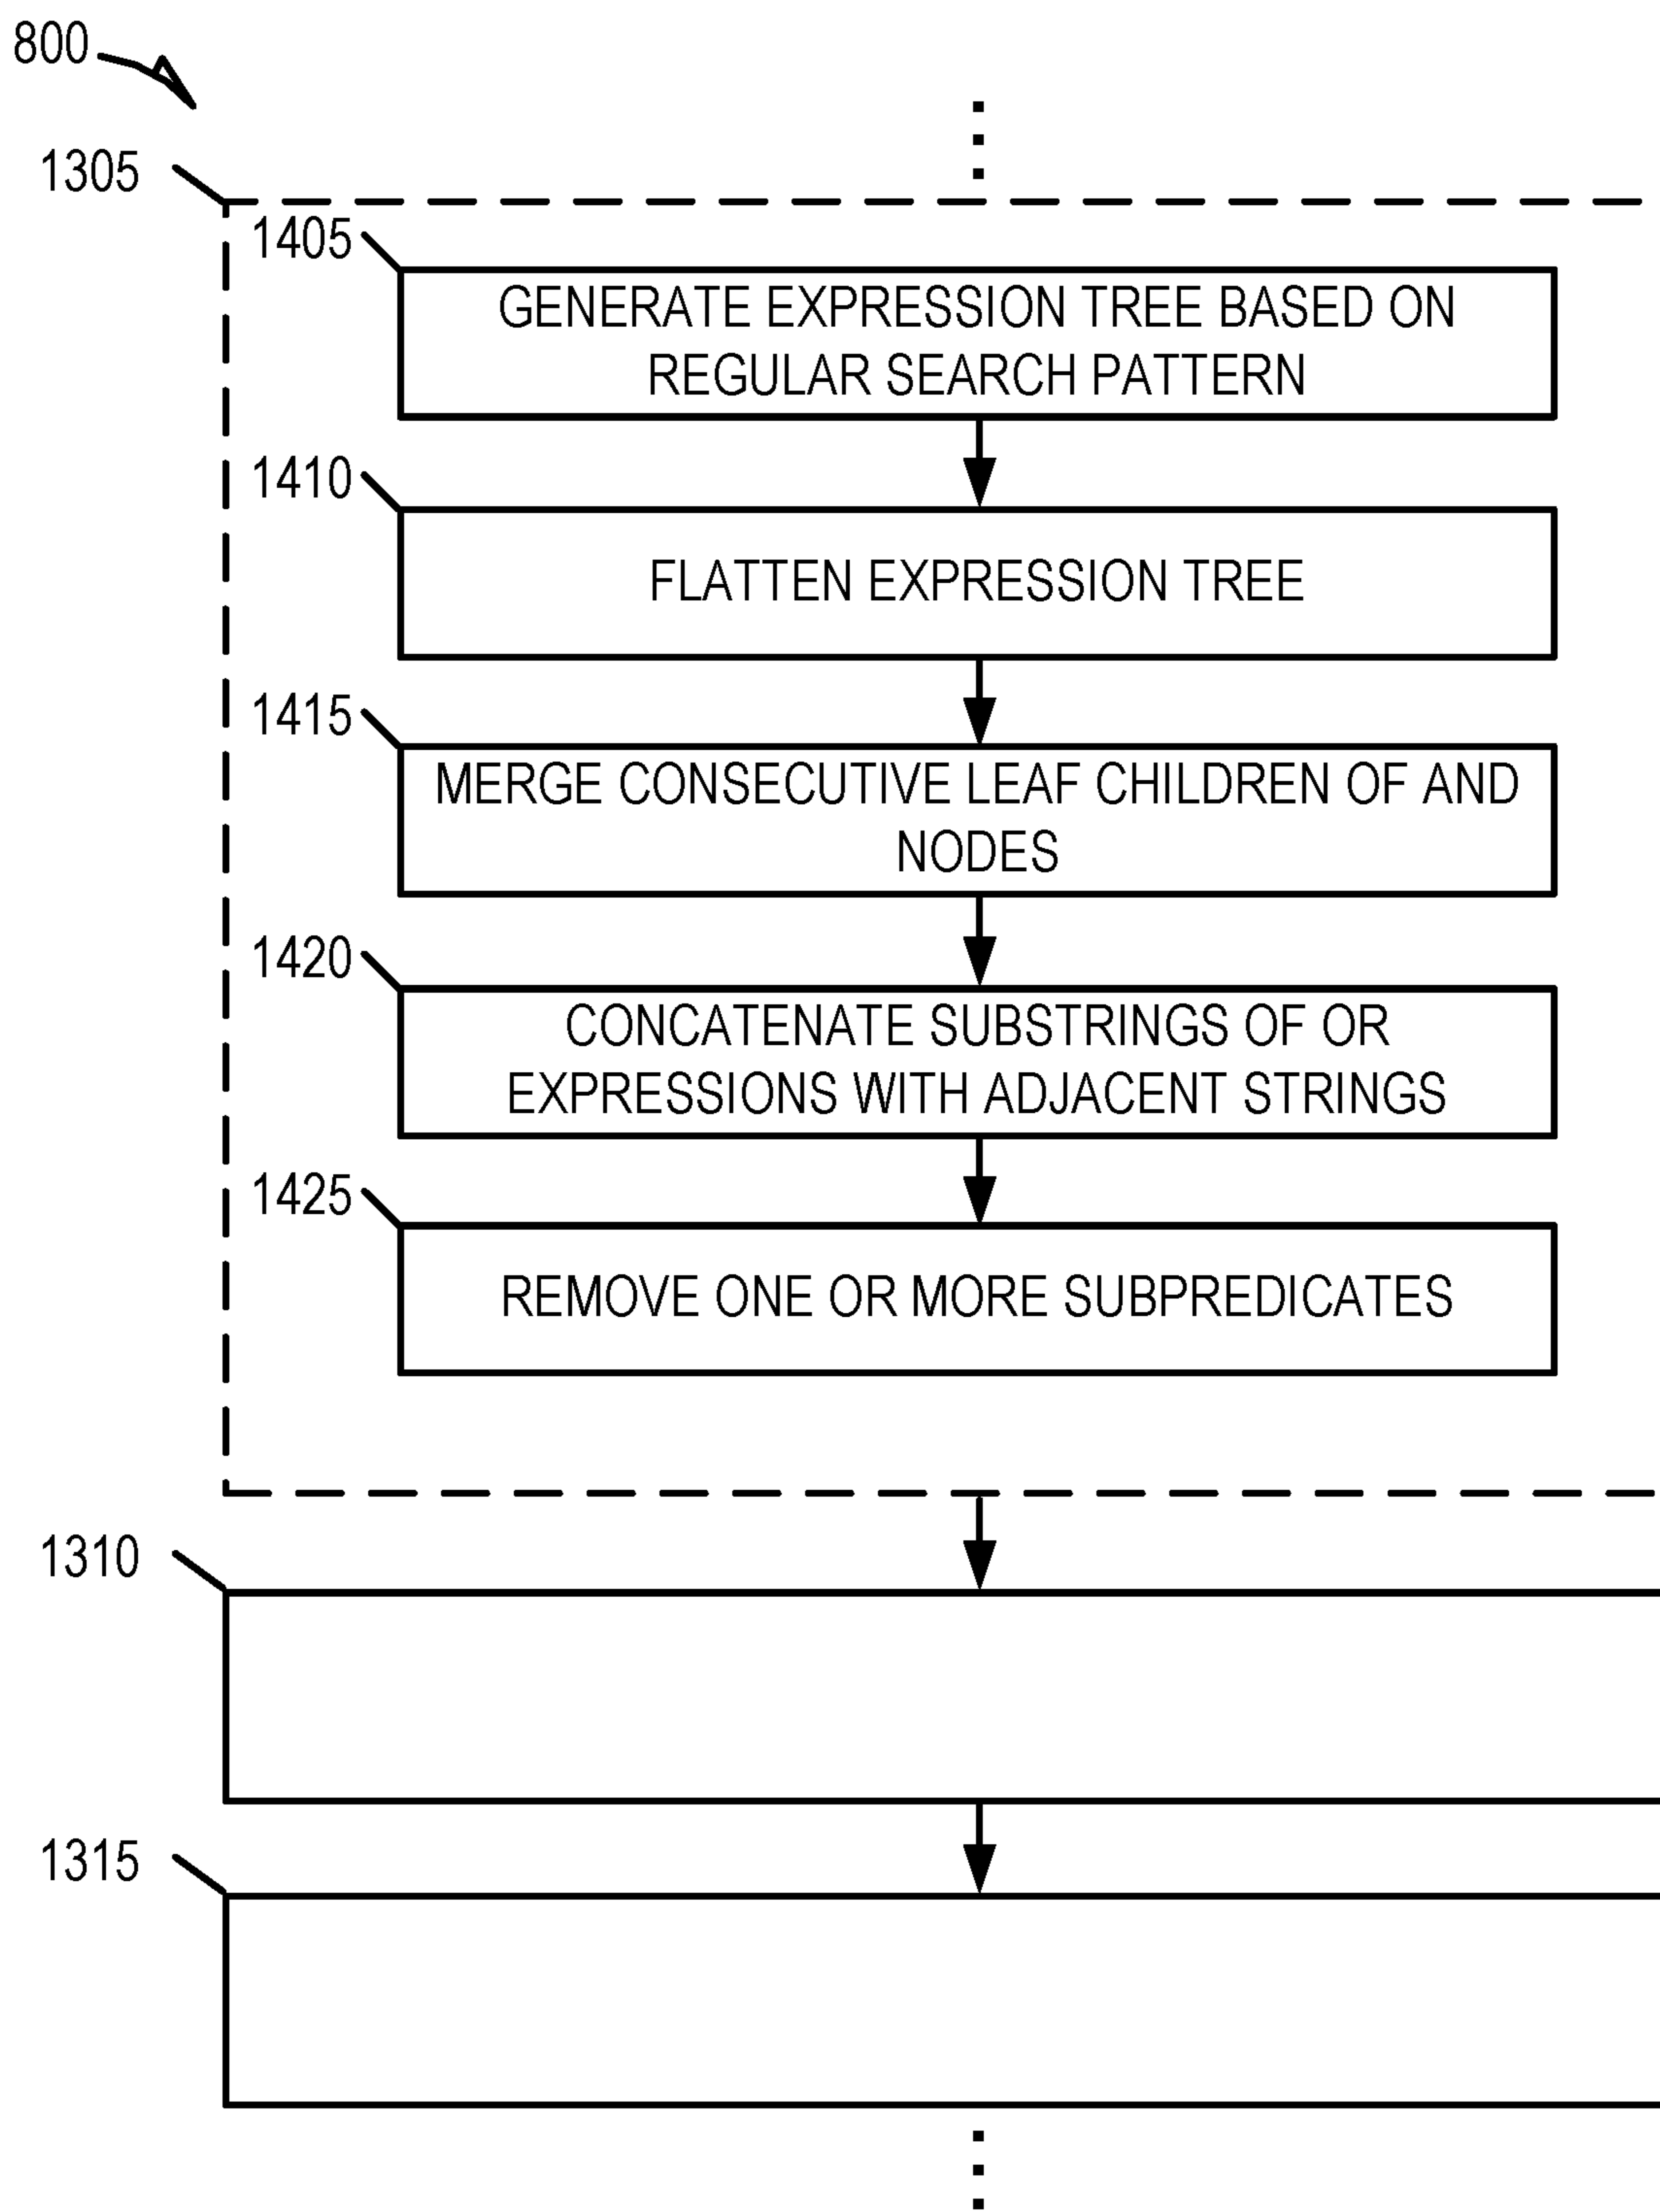 800
1305
1405
GENERATE EXPRESSION TREE BASED ON
REGULAR SEARCH PATTERN
1410
FLATTEN EXPRESSION TREE
1415
MERGE CONSECUTIVE LEAF CHILDREN OF AND
NODES
1420
CONCATENATE SUBSTRINGS OF OR
EXPRESSIONS WITH ADJACENT STRINGS
1425
REMOVE ONE OR MORE SUBPREDICATES
1310
1315